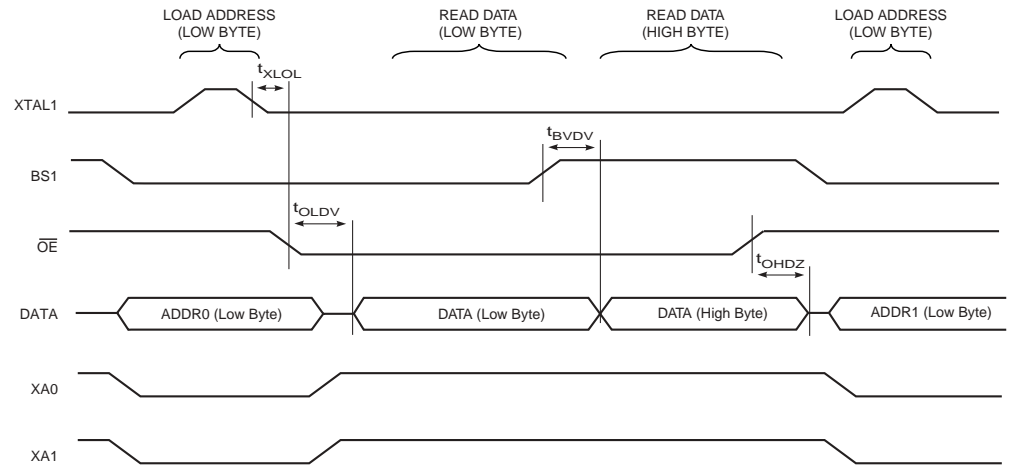 LOAD ADDRESS
(LOW BYTE)
READ DATA
(LOW BYTE)
READ DATA
(HIGH BYTE)
LOAD ADDRESS
(LOW BYTE)
tXLOL
XTAL1
tBVDV
BS1
tOLDV
OE
tOHDZ
DATA
ADDR0 (Low Byte)
DATA (Low Byte)
DATA (High Byte)
ADDR1 (Low Byte)
XA0
XA1